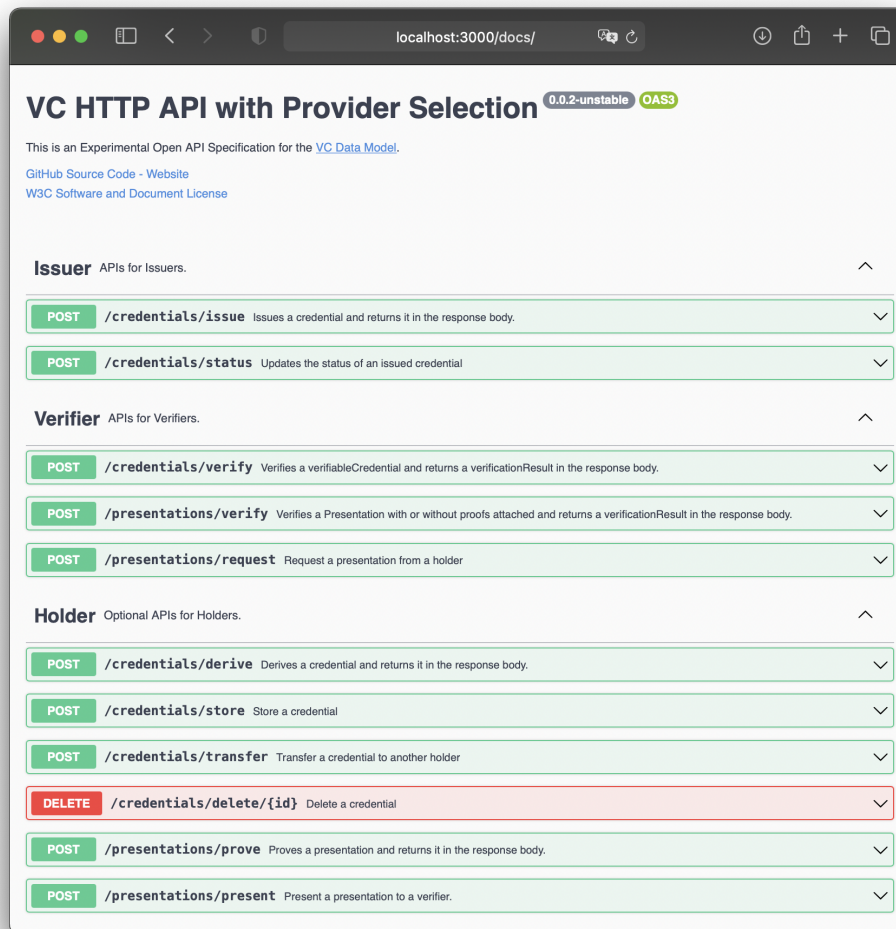 localhost:3000/docs/
VC HTTP API with Provider Selection 0.0.2-unstable OAS3
This is an Experimental Open API Specification for the VC Data Model.
GitHub Source Code - Website
W3C Software and Document License
Issuer APIs for Issuers.
POST /credentials/issue Issues a credential and returns it in the response body.
POST /credentials/status Updates the status of an issued credential
Verifier APIs for Verifiers.
POST /credentials/verify Verifies a verifiableCredential and returns a verificationResult in the response body.
POST /presentations/verify Verifies a Presentation with or without proofs attached and returns a verificationResult in the response body.
POST /presentations/request Request a presentation from a holder
Holder Optional APIs for Holders.
POST /credentials/derive Derives a credential and returns it in the response body.
POST /credentials/store Store a credential
POST /credentials/transfer Transfer a credential to another holder
DELETE /credentials/delete/{id} Delete a credential
POST /presentations/prove Proves a presentation and returns it in the response body.
POST /presentations/present Present a presentation to a verifier.